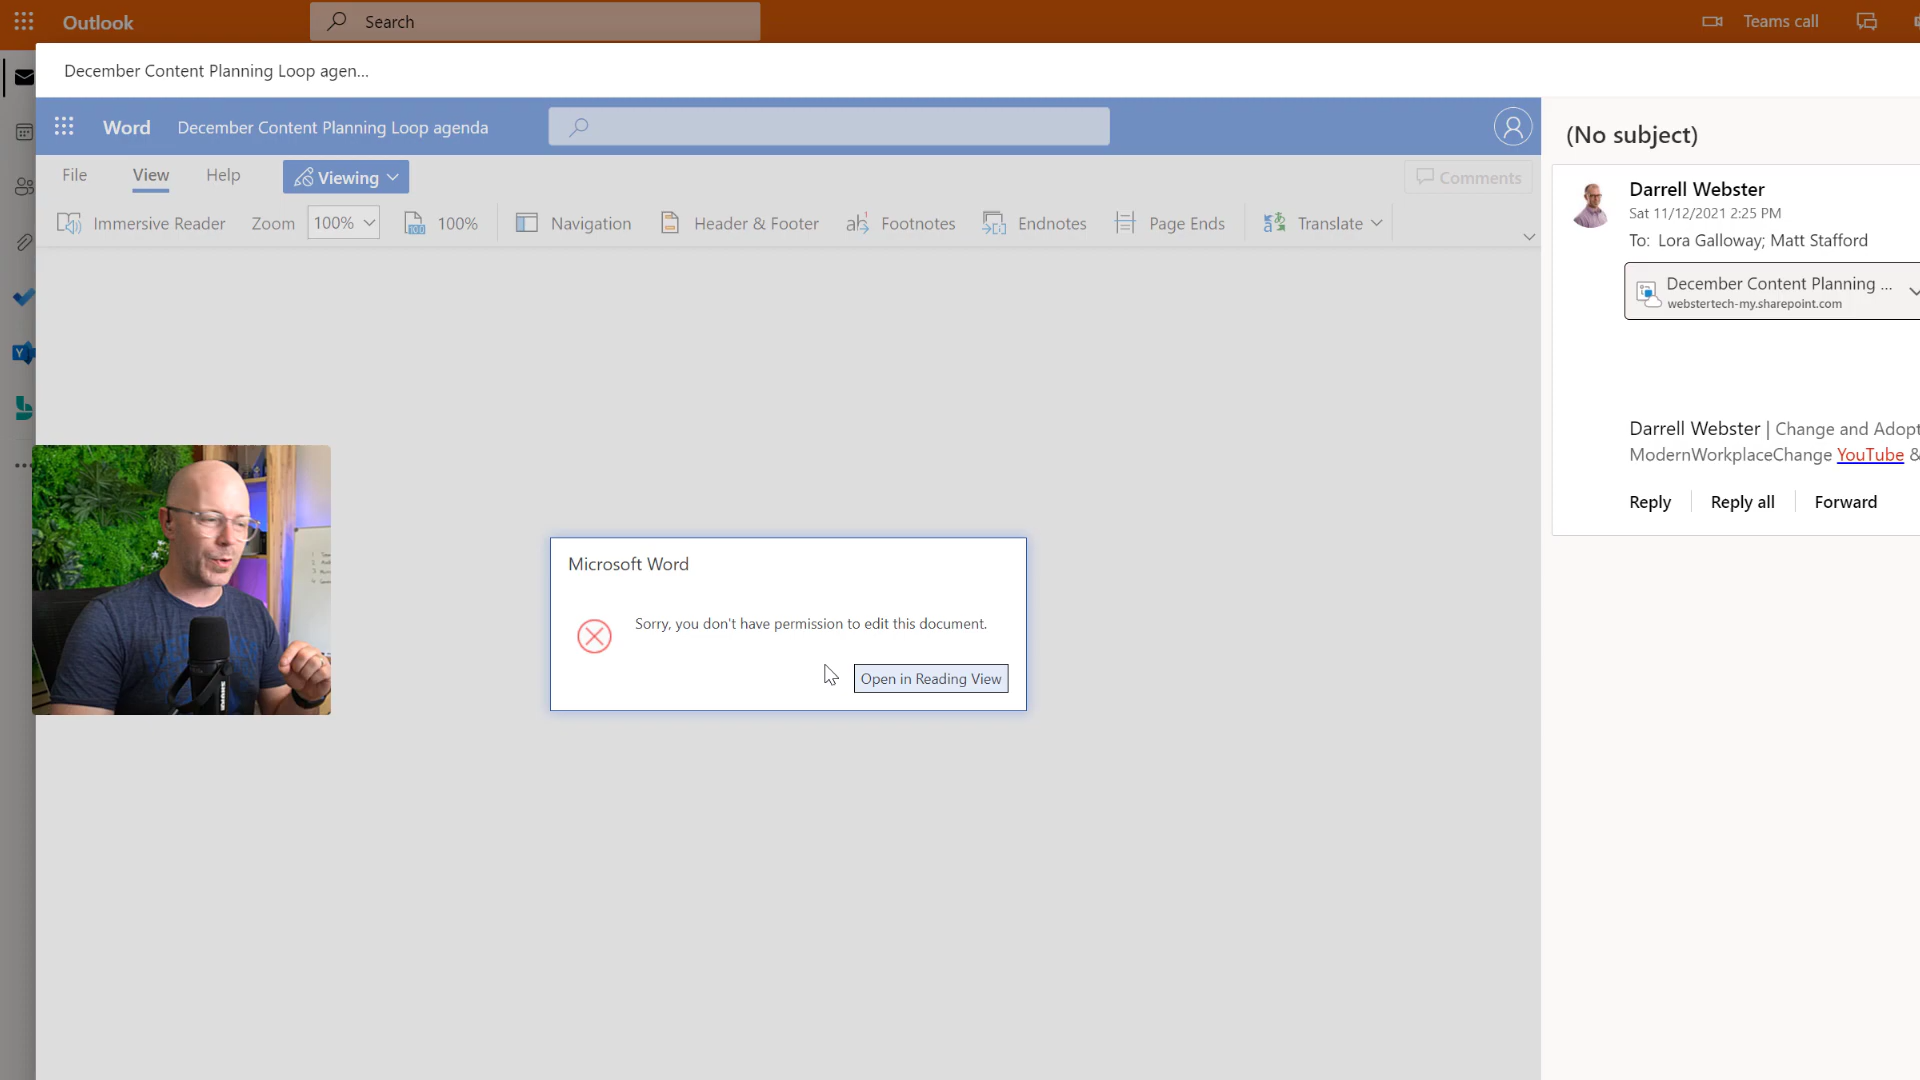 Outlook
Search
Teams call
December Content Planning Loop agen...
Word
December Content Planning Loop agenda
File
View
Help
Viewing
Comments
Immersive Reader
Zoom
100%
100%
Navigation
Header & Footer
Footnotes
Endnotes
Page Ends
Translate
(No subject)
Darrell Webster
Sat 11/12/2021 2:25 PM
To: Lora Galloway; Matt Stafford
December Content Planning ...
webstertech-my.sharepoint.com
Darrell Webster | Change and Adopt
ModernWorkplaceChange YouTube &
Reply
Reply all
Forward
Microsoft Word
Sorry, you don't have permission to edit this document.
Open in Reading View